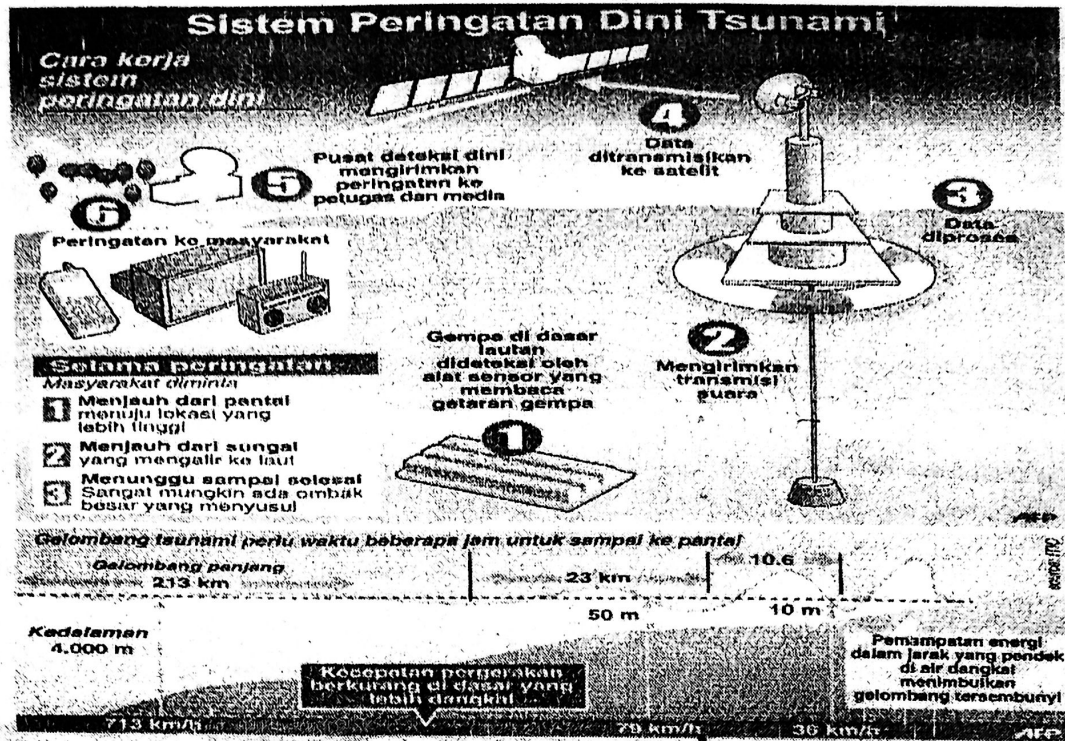 Sistem Peringatan Dini Tsunami
Cara kerja
sistem
peringatan dini
4
Data
ditransmisikan
ke satelit
5
Pusat deteksi dini
mengirimkan
peringatan ke
petugas dan media
3
Data
diproses
6
Peringatan ke masyarakat
2
Mengirimkan
transmisi
suara
Gempa di dasar
lautan
dideteksi oleh
alat sensor yang
membaca
getaran gempa
1
Selama peringatan
Masyarakat diminta
1 Menjauh dari pantai
menuju lokasi yang
lebih tinggi
2 Menjauh dari sungai
yang mengalir ke laut
3 Menunggu sampai selesai
Sangat mungkin ada ombak
besar yang menyusul
AFP
Gelombang tsunami perlu waktu beberapa jam untuk sampai ke pantai
Gelombang panjang
213 km
23 km
10.6
50 m
10 m
Kedalaman
4.000 m
Kecepatan pergerakan
berkurang di dasar yang
lebih dangkal
Pemampatan energi
dalam jarak yang pendek
di air dangkal
menimbulkan
gelombang tersembunyi
713 km/h
79 km/h
36 km/h
AFP